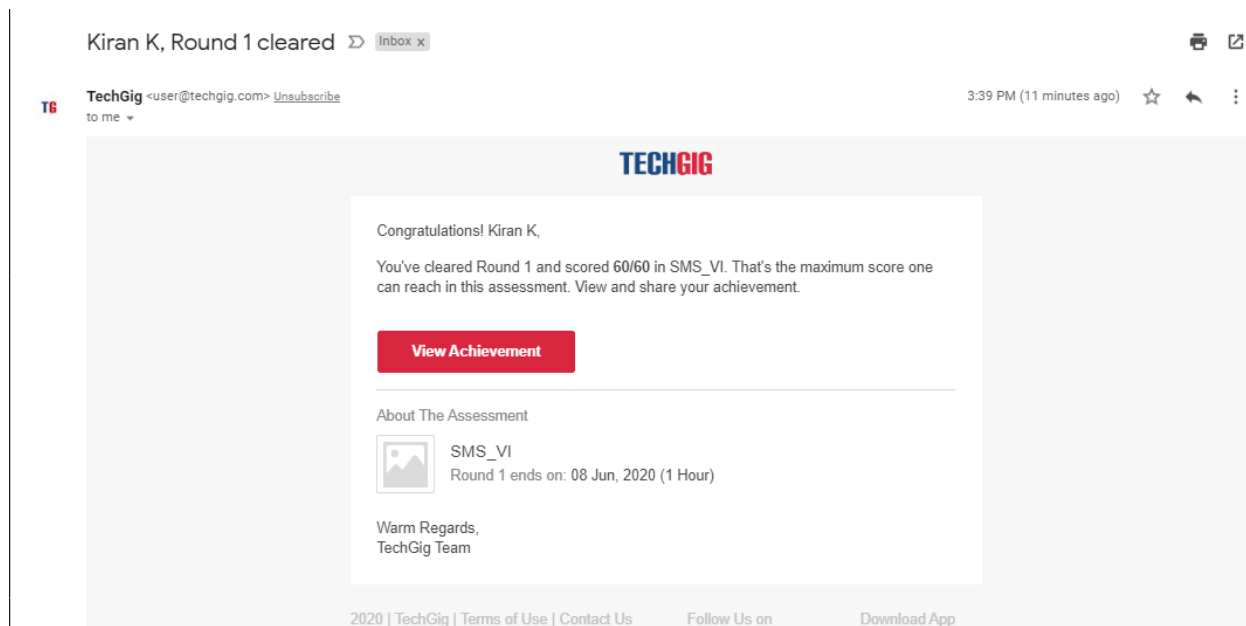 Kiran K, Round 1 cleared Inbox x
TG TechGig <user@techgig.com> Unsubscribe 3:39 PM (11 minutes ago)
to me
TECHGIG
Congratulations! Kiran K,
You've cleared Round 1 and scored 60/60 in SMS_VI. That's the maximum score one
can reach in this assessment. View and share your achievement.
View Achievement
About The Assessment
SMS_VI
Round 1 ends on: 08 Jun, 2020 (1 Hour)
Warm Regards,
TechGig Team
2020 | TechGig | Terms of Use | Contact Us Follow Us on Download App